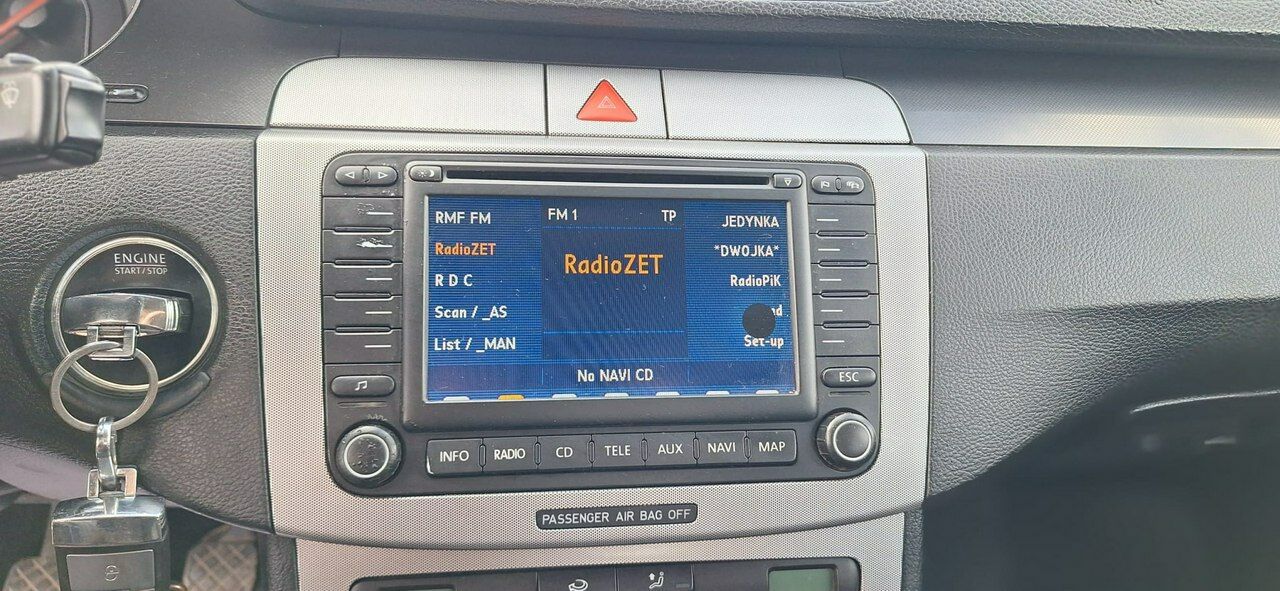 ENGINE
START/STOP
RMF FM
RadioZET
R D C
Scan / _AS
List / _MAN
FM 1
TP
RadioZET
No NAVI CD
JEDYNKA
*DWOJKA*
RadioPiK
Set-up
ESC
INFO
RADIO
CD
TELE
AUX
NAVI
MAP
PASSENGER AIR BAG OFF